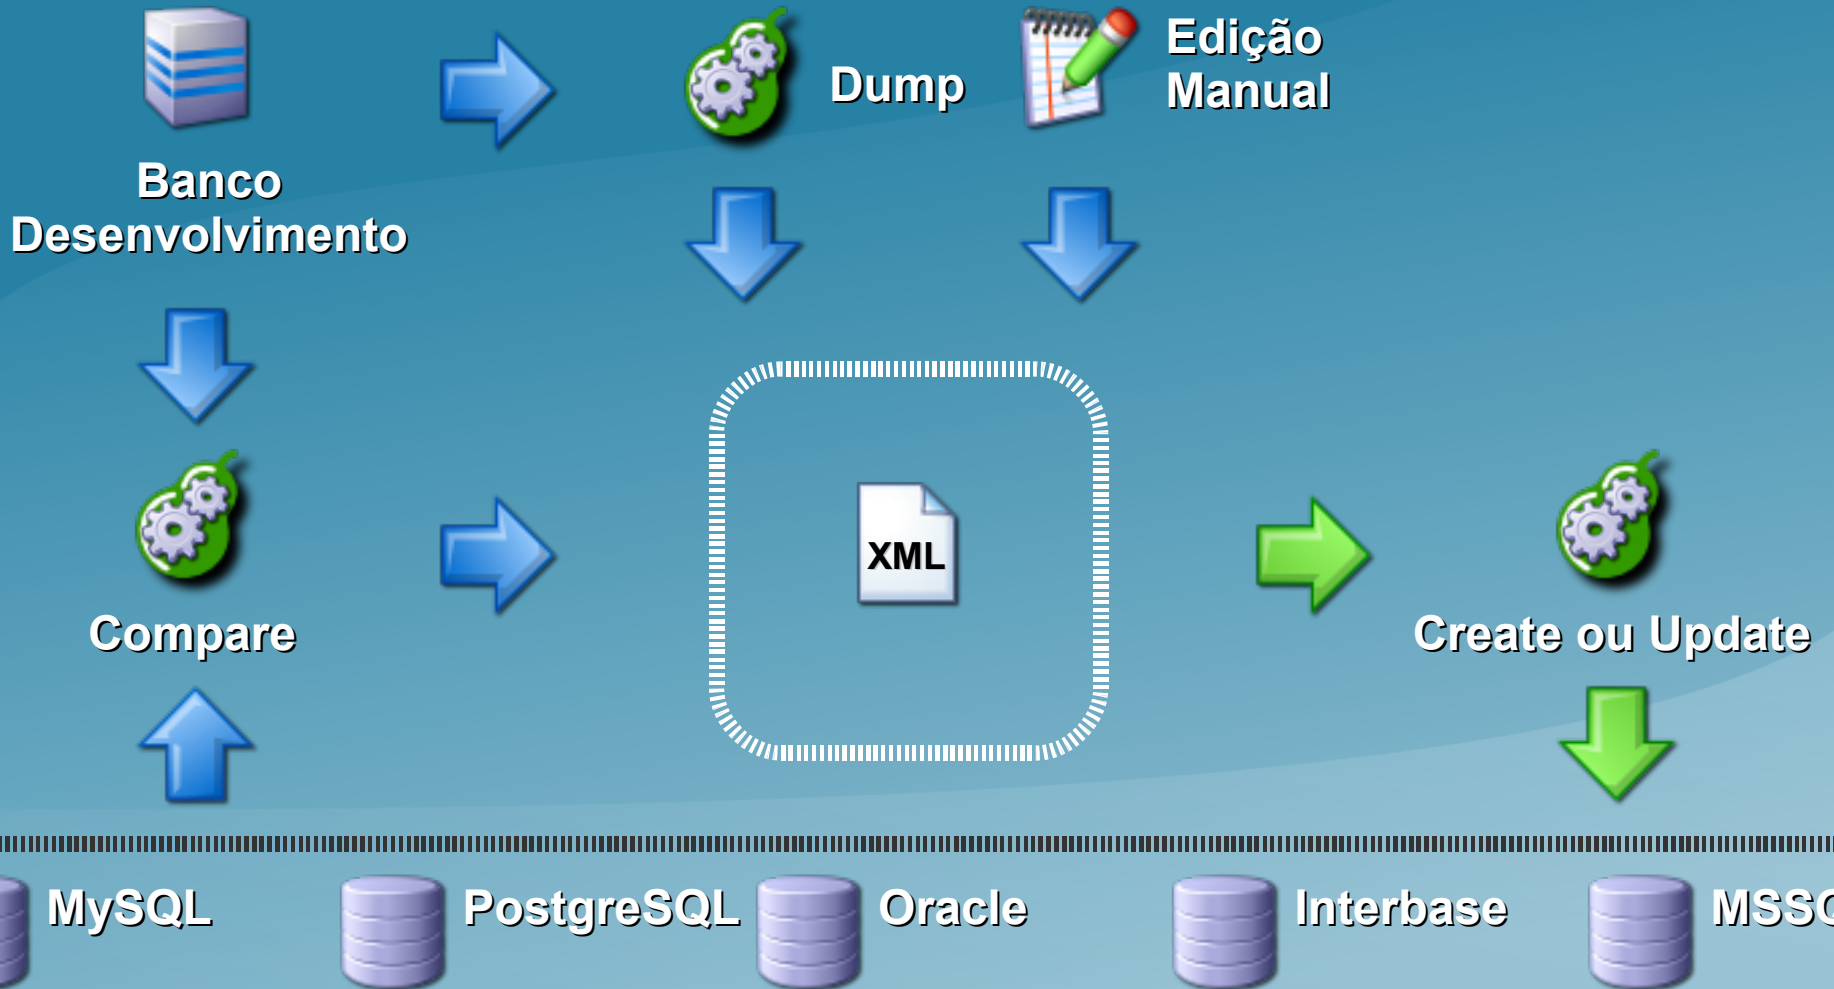 Edição
Manual
Dump
Banco
Desenvolvimento
XML
Compare
Create ou Update
MySQL
PostgreSQL
Oracle
Interbase